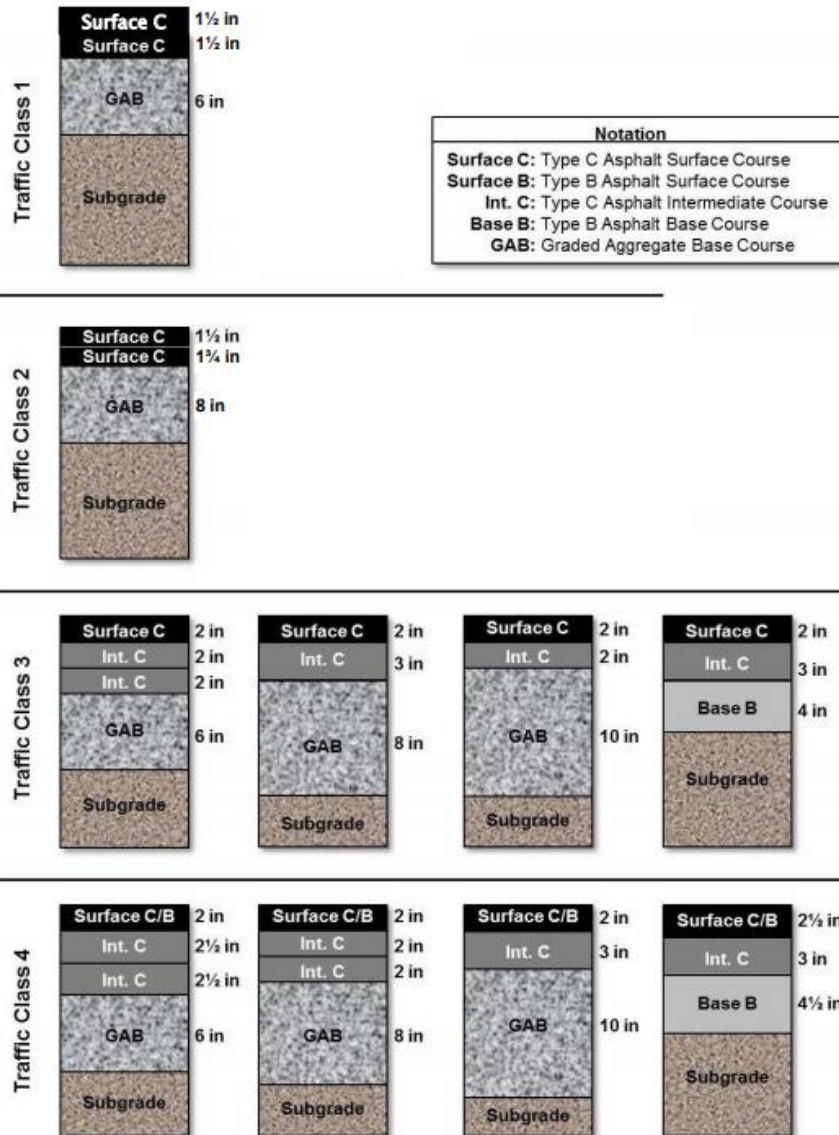 Traffic Class 1
Surface C 1½ in
Surface C 1½ in
GAB 6 in
Subgrade
Notation
Surface C: Type C Asphalt Surface Course
Surface B: Type B Asphalt Surface Course
Int. C: Type C Asphalt Intermediate Course
Base B: Type B Asphalt Base Course
GAB: Graded Aggregate Base Course
Traffic Class 2
Surface C 1½ in
Surface C 1¾ in
GAB 8 in
Subgrade
Traffic Class 3
Surface C 2 in
Int. C 2 in
Int. C 2 in
GAB 6 in
Subgrade
Surface C 2 in
Int. C 3 in
GAB 8 in
Subgrade
Surface C 2 in
Int. C 2 in
GAB 10 in
Subgrade
Surface C 2 in
Int. C 3 in
Base B 4 in
Subgrade
Traffic Class 4
Surface C/B 2 in
Int. C 2½ in
Int. C 2½ in
GAB 6 in
Subgrade
Surface C/B 2 in
Int. C 2 in
Int. C 2 in
GAB 8 in
Subgrade
Surface C/B 2 in
Int. C 3 in
GAB 10 in
Subgrade
Surface C/B 2½ in
Int. C 3 in
Base B 4½ in
Subgrade